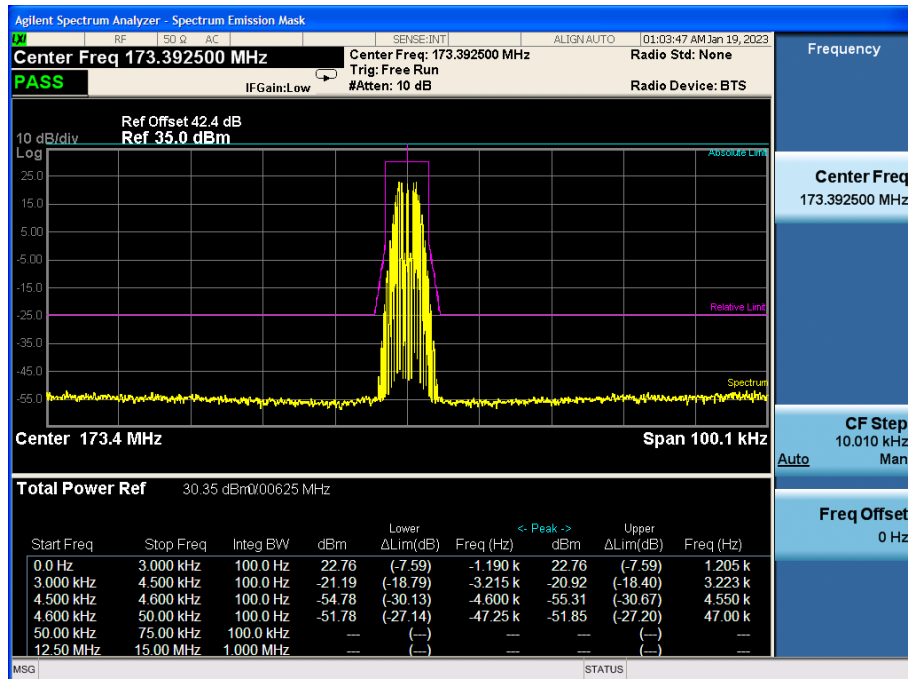 Agilent Spectrum Analyzer - Spectrum Emission Mask
LXI RF 50 Ω AC SENSE:INT ALIGN AUTO 01:03:47 AM Jan 19, 2023
Center Freq 173.392500 MHz
Center Freq: 173.392500 MHz
Radio Std: None
Trig: Free Run
PASS
IFGain:Low
#Atten: 10 dB
Radio Device: BTS
Ref Offset 42.4 dB
10 dB/div
Ref 35.0 dBm
Log
Absolute Limit
25.0
15.0
5.00
-5.00
-15.0
Relative Limit
-25.0
-35.0
-45.0
Spectrum
-55.0
Center 173.4 MHz
Span 100.1 kHz
Total Power Ref 30.35 dBm/0.00625 MHz
Lower <- Peak -> Upper
Start Freq Stop Freq Integ BW dBm ΔLim(dB) Freq (Hz) dBm ΔLim(dB) Freq (Hz)
0.0 Hz 3.000 kHz 100.0 Hz 22.76 (-7.59) -1.190 k 22.76 (-7.59) 1.205 k
3.000 kHz 4.500 kHz 100.0 Hz -21.19 (-18.79) -3.215 k -20.92 (-18.40) 3.223 k
4.500 kHz 4.600 kHz 100.0 Hz -54.78 (-30.13) -4.600 k -55.31 (-30.67) 4.550 k
4.600 kHz 50.00 kHz 100.0 Hz -51.78 (-27.14) -47.25 k -51.85 (-27.20) 47.00 k
50.00 kHz 75.00 kHz 100.0 kHz --- (---) --- --- (---) ---
12.50 MHz 15.00 MHz 1.000 MHz --- (---) --- --- (---) ---
MSG
STATUS
Frequency
Center Freq
173.392500 MHz
CF Step
10.010 kHz
Auto Man
Freq Offset
0 Hz